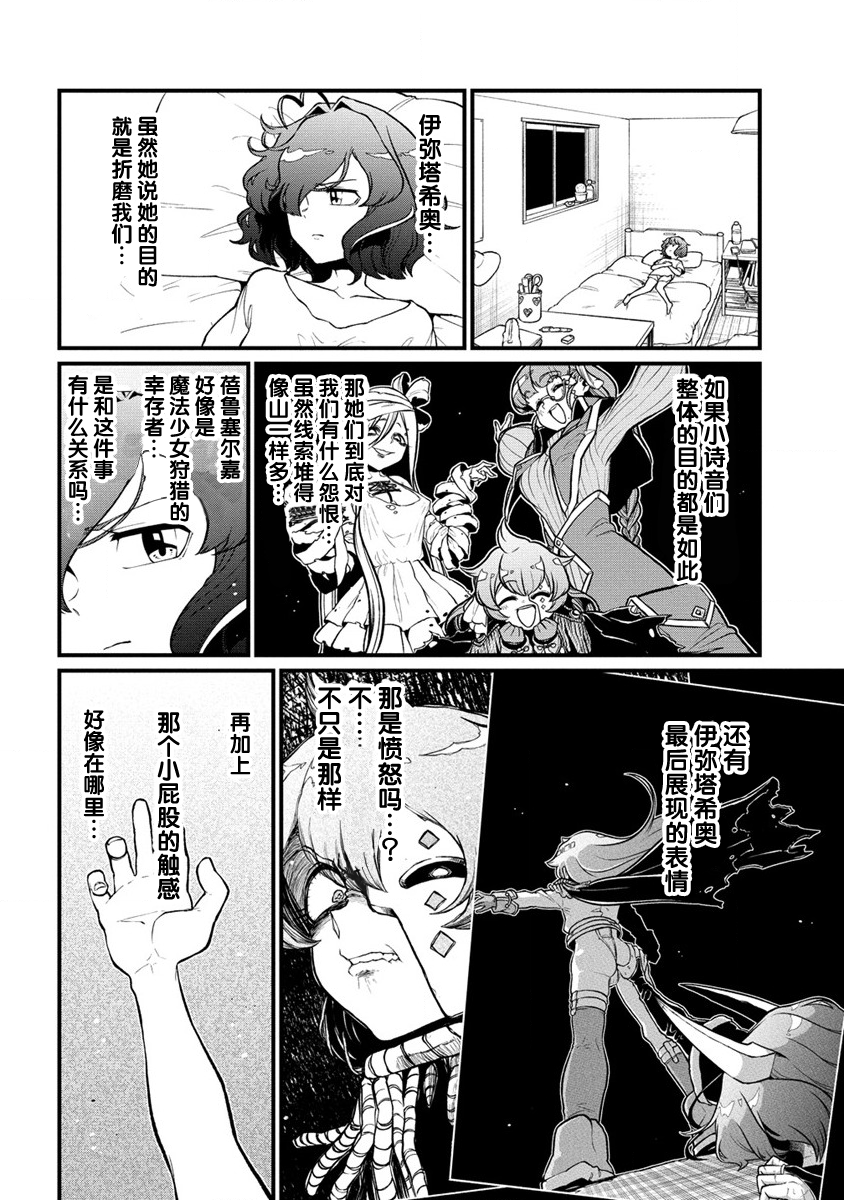 伊弥塔希奥…
虽然她说她的目的
就是折磨我们…
如果小诗音们
整体的目的都是如此
那她们到底对
我们有什么怨恨…
虽然线索堆得
像山一样多…
蓓鲁塞尔嘉
好像是
魔法少女狩猎的
幸存者…
是和这件事
有什么关系吗…
还有
伊弥塔希奥
最后展现的表情
那是愤怒吗…?
不……
不只是那样
再加上
那个小屁股的触感
好像在哪里…